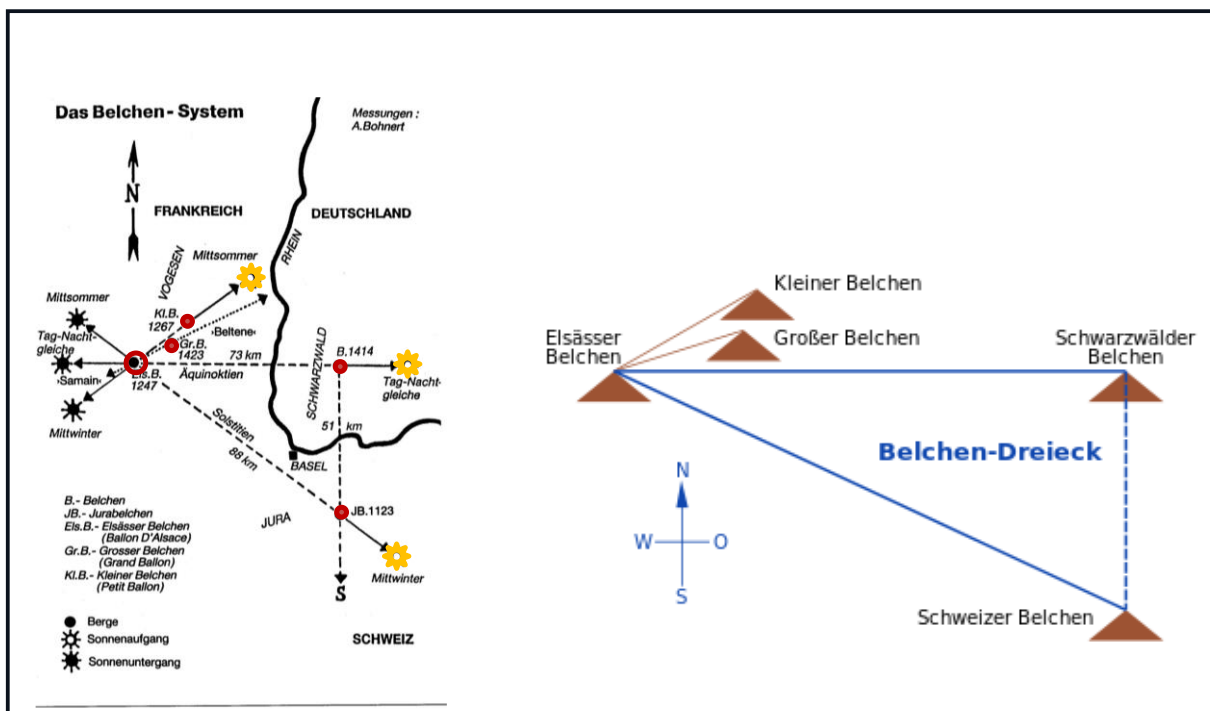 Das Belchen - System
Messungen :
A.Bohnert
N
FRANKREICH
DEUTSCHLAND
VOGESEN
RHEIN
Mittsommer
Mittsommer
Kl.B.
1267
›Beltene‹
Gr.B.
1423
Tag-Nacht-
gleiche
73 km
B.1414
SCHWARZWALD
Els.B.
1247
Äquinoktien
›Samain‹
Tag-Nacht-
gleiche
Mittwinter
Solstitien
88 km
51 km
BASEL
B.- Belchen
JB.- Jurabelchen
Els.B.- Elsässer Belchen
(Ballon D'Alsace)
Gr.B.- Grosser Belchen
(Grand Ballon)
Kl.B.- Kleiner Belchen
(Petit Ballon)
JURA
JB.1123
Mittwinter
S
Berge
Sonnenaufgang
Sonnenuntergang
SCHWEIZ
Kleiner Belchen
Großer Belchen
Elsässer
Belchen
Schwarzwälder
Belchen
Belchen-Dreieck
N
W
O
S
Schweizer Belchen